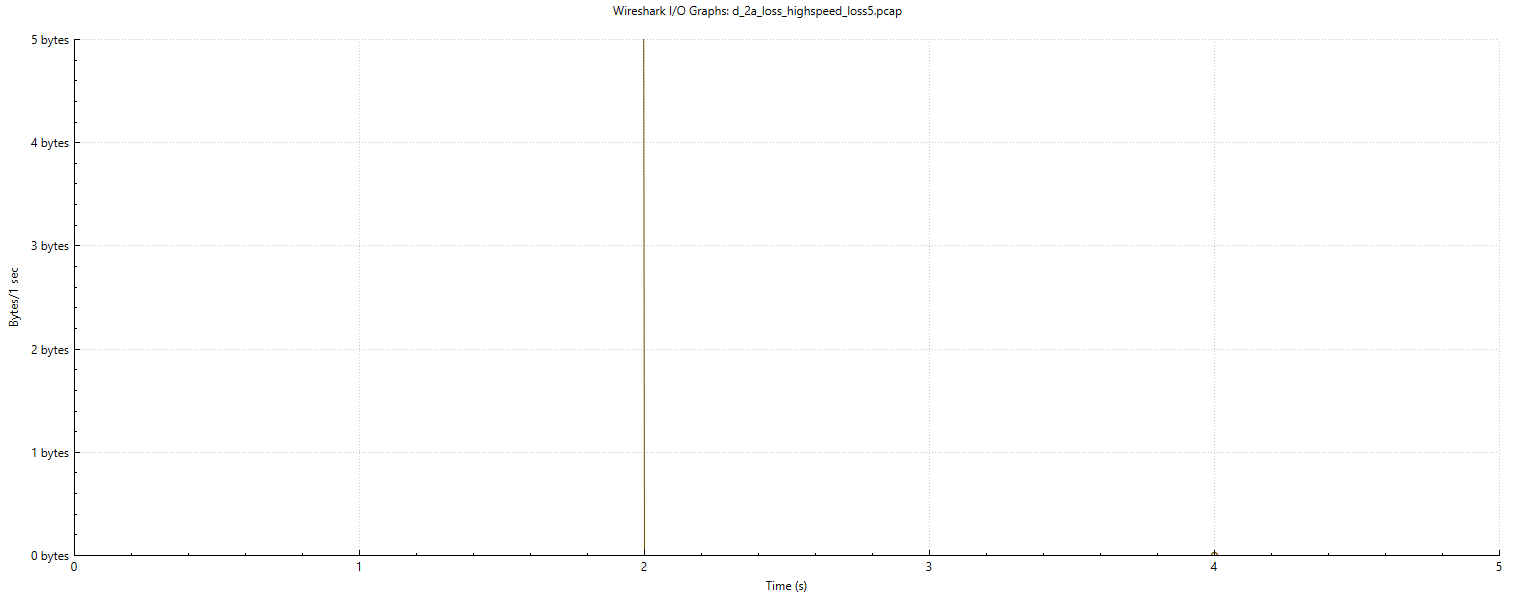 Wireshark I/O Graphs: d_2a_loss_highspeed_loss5.pcap
5 bytes
4 bytes
3 bytes
2 bytes
1 bytes
0 bytes
Bytes/1 sec
0 1 2 3 4 5
Time (s)